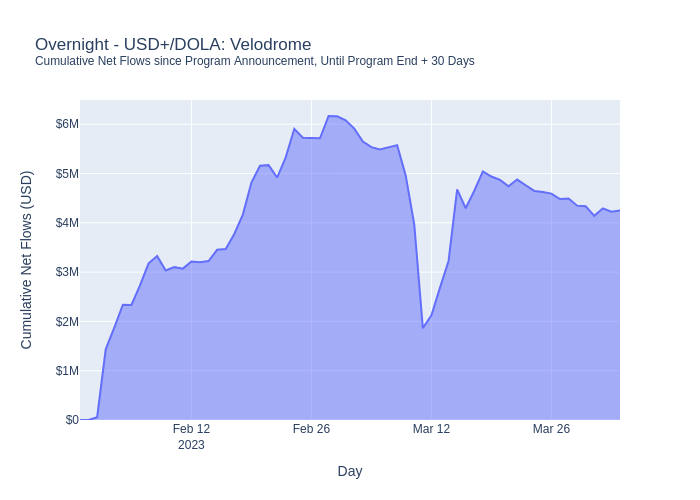 Overnight - USD+/DOLA: Velodrome
Cumulative Net Flows since Program Announcement, Until Program End + 30 Days
Cumulative Net Flows (USD)
$6M
$5M
$4M
$3M
$2M
$1M
$0
Feb 12
2023
Feb 26
Mar 12
Mar 26
Day